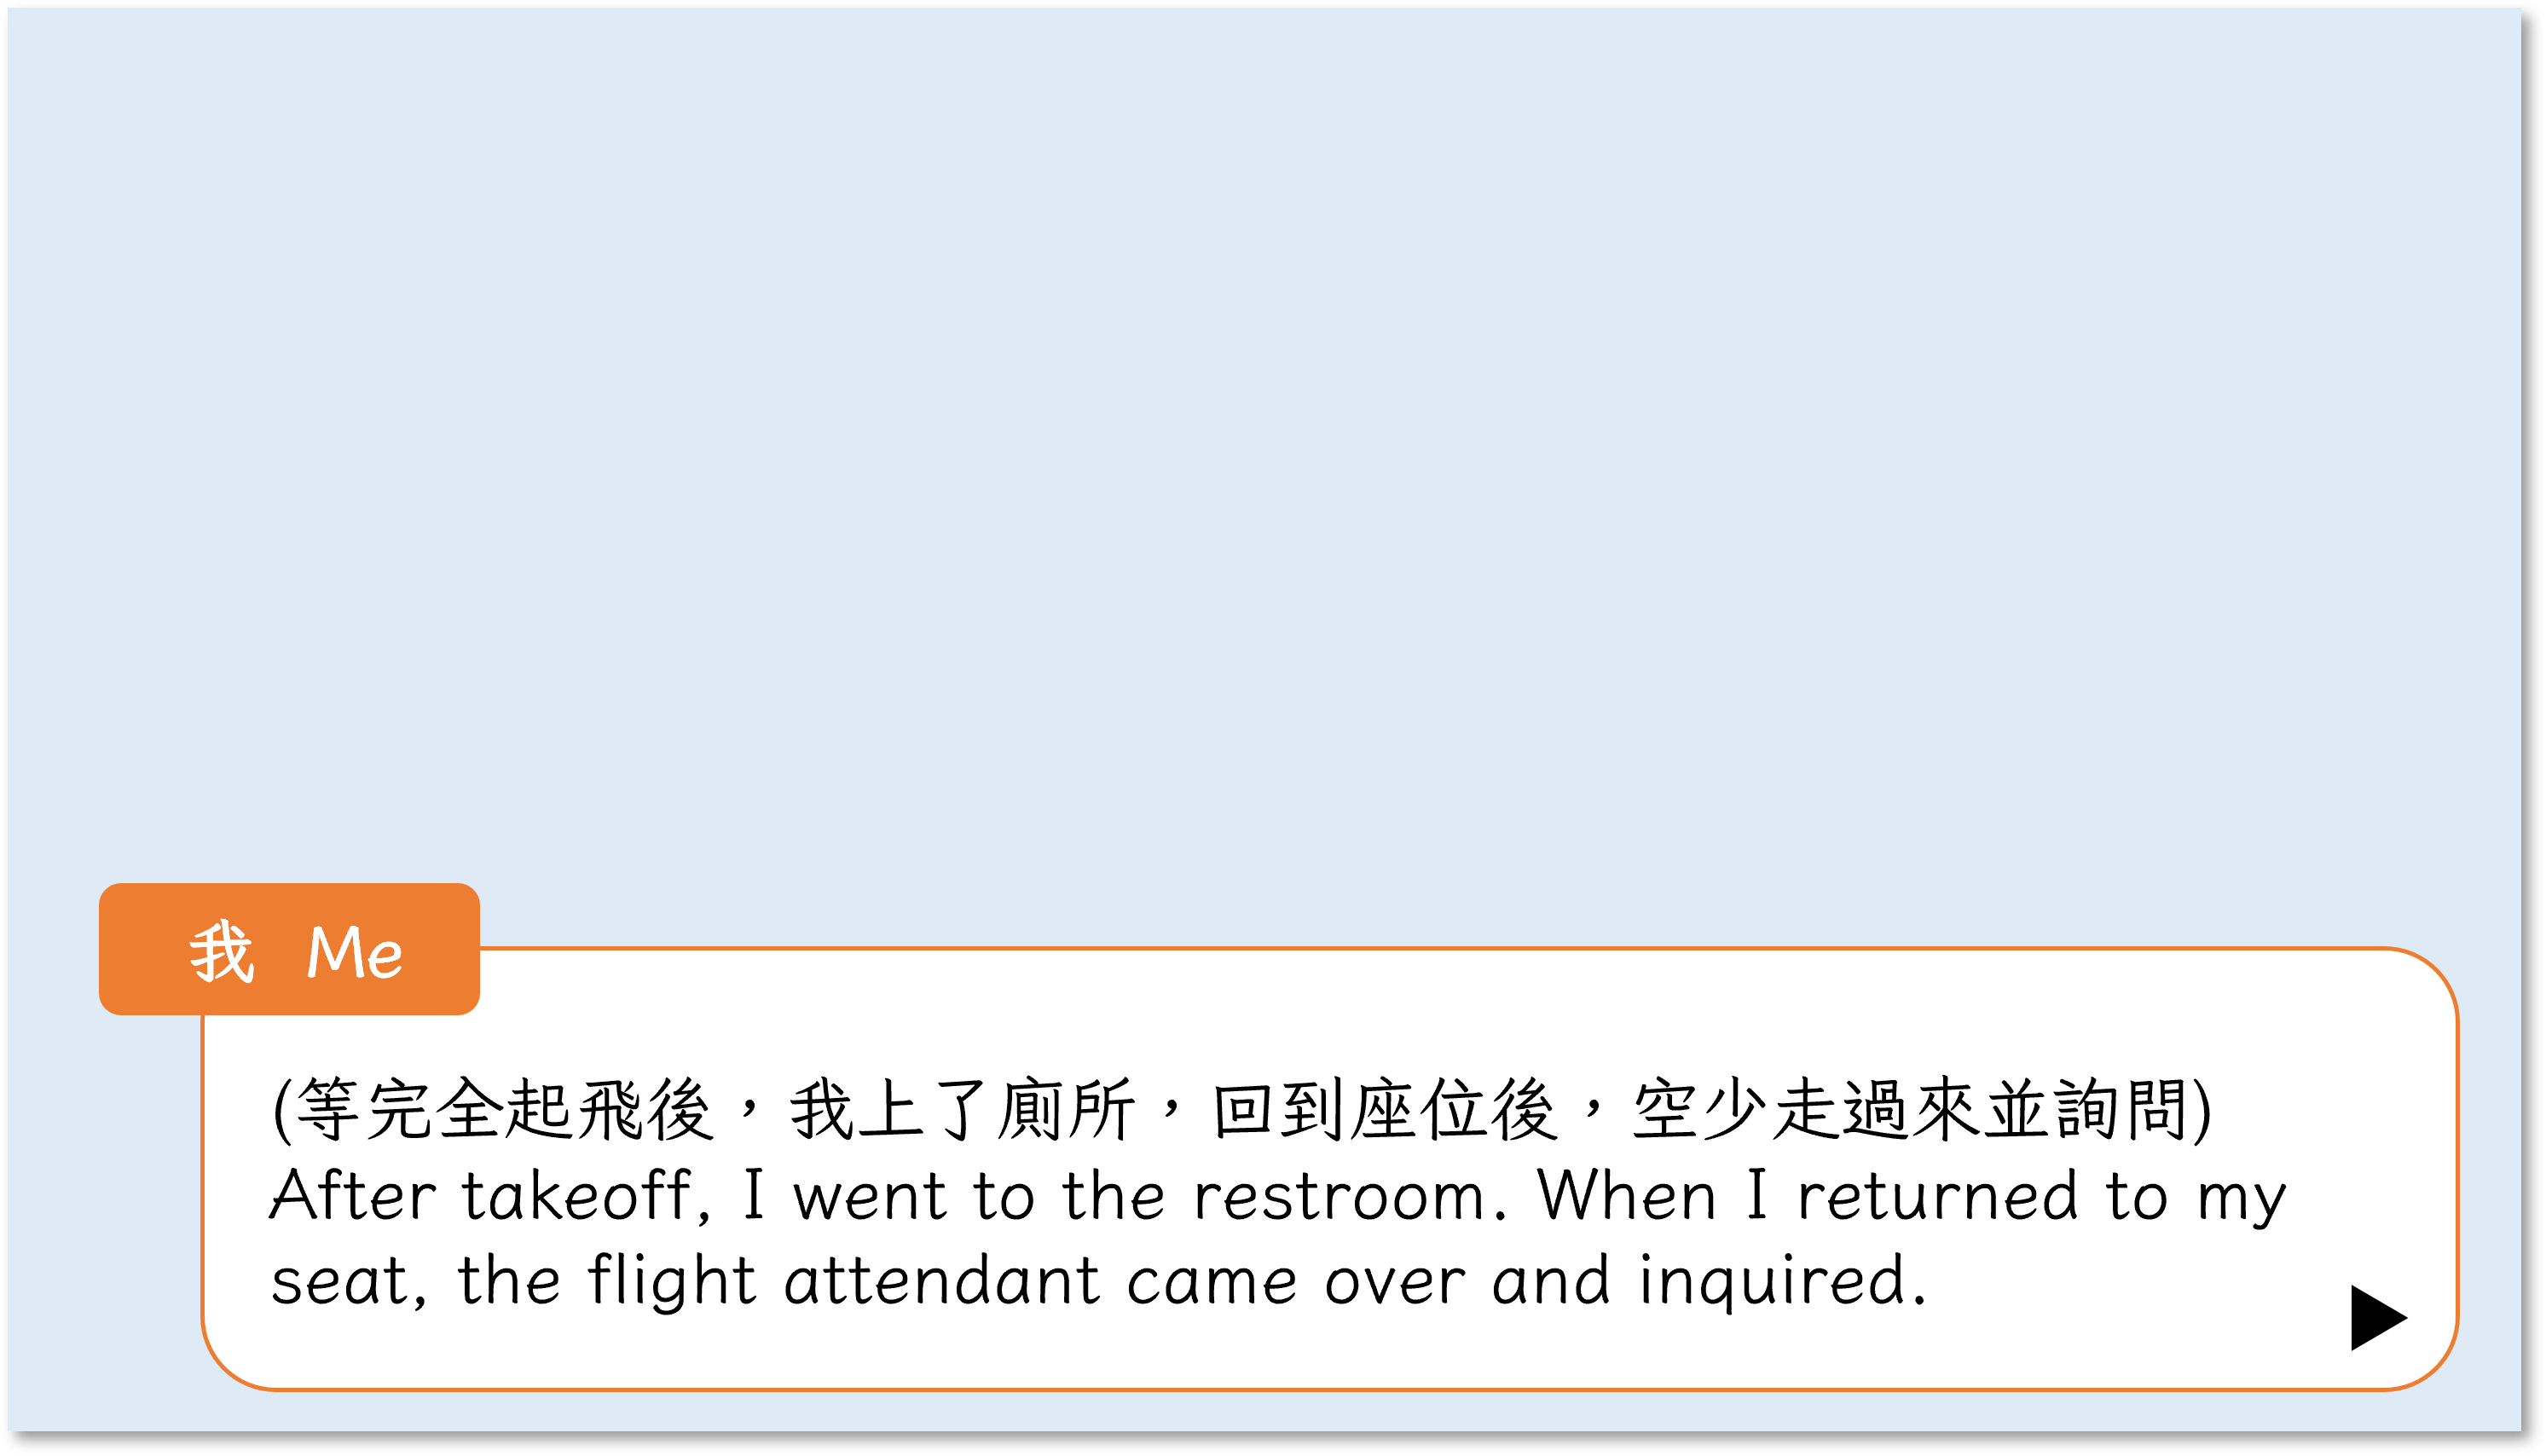 我 Me
(等完全起飛後，我上了廁所，回到座位後，空少走過來並詢問)
After takeoff, I went to the restroom. When I returned to my
seat, the flight attendant came over and inquired.